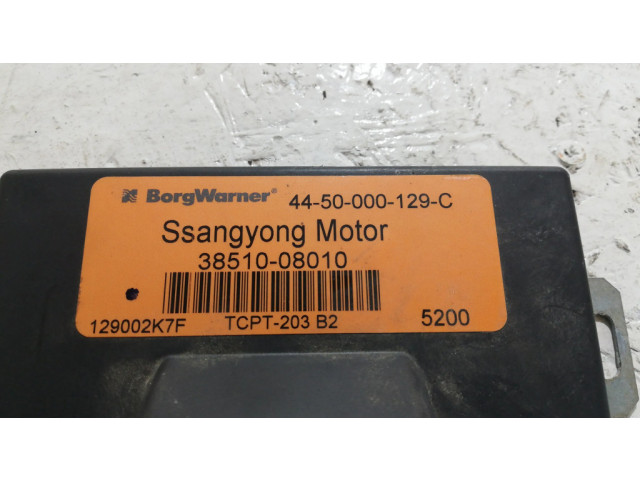 BorgWarner® 44-50-000-129-C
Ssangyong Motor
38510-08010
129002K7F TCPT-203 B2 5200